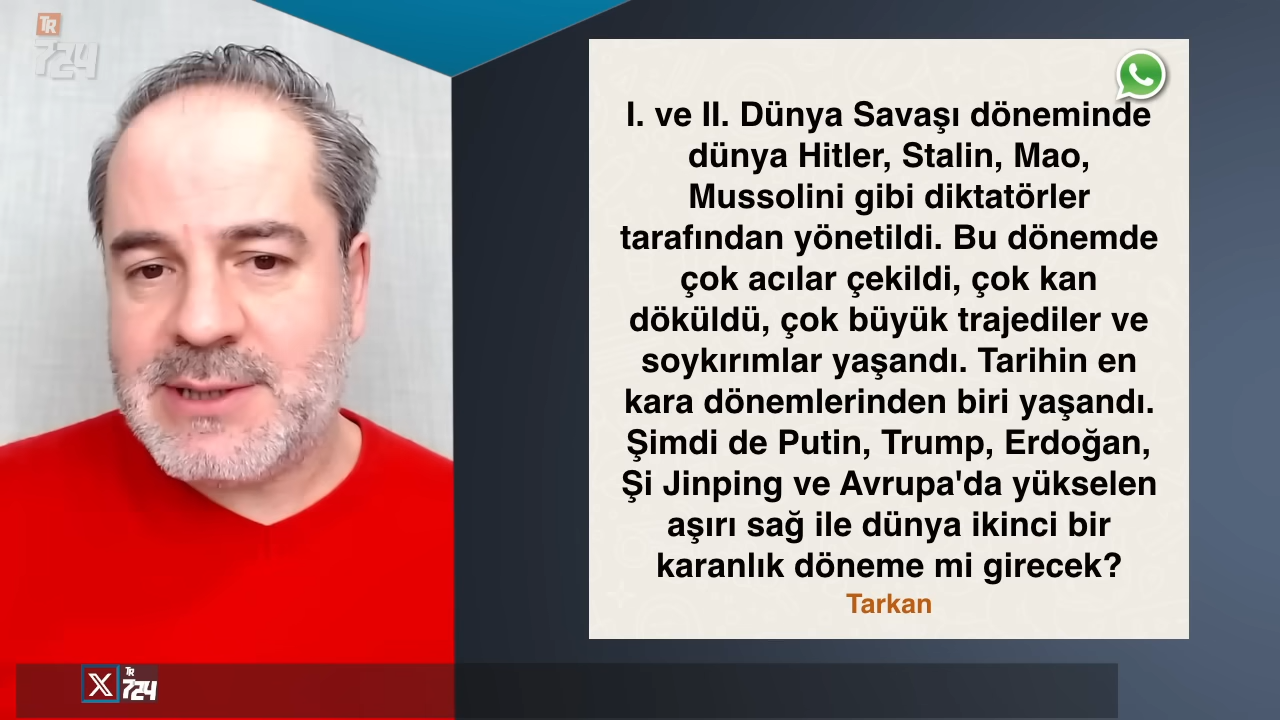 TR
724
I. ve II. Dünya Savaşı döneminde
dünya Hitler, Stalin, Mao,
Mussolini gibi diktatörler
tarafından yönetildi. Bu dönemde
çok acılar çekildi, çok kan
döküldü, çok büyük trajediler ve
soykırımlar yaşandı. Tarihin en
kara dönemlerinden biri yaşandı.
Şimdi de Putin, Trump, Erdoğan,
Şi Jinping ve Avrupa'da yükselen
aşırı sağ ile dünya ikinci bir
karanlık döneme mi girecek?
Tarkan
TR
724